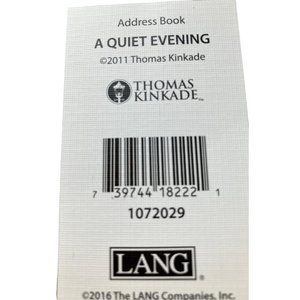 Address Book
A QUIET EVENING
©2011 Thomas Kinkade
THOMAS
KINKADE™
7 39744 18222 1
1072029
LANG®
©2016 The LANG Companies, Inc.